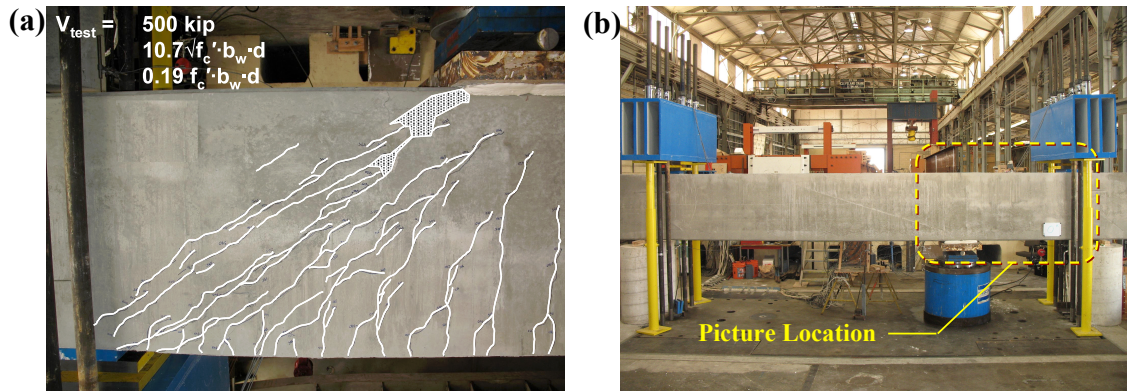 (a)
V_test = 500 kip
10.7√f_c′·b_w·d
0.19 f_c′·b_w·d
(b)
Picture Location